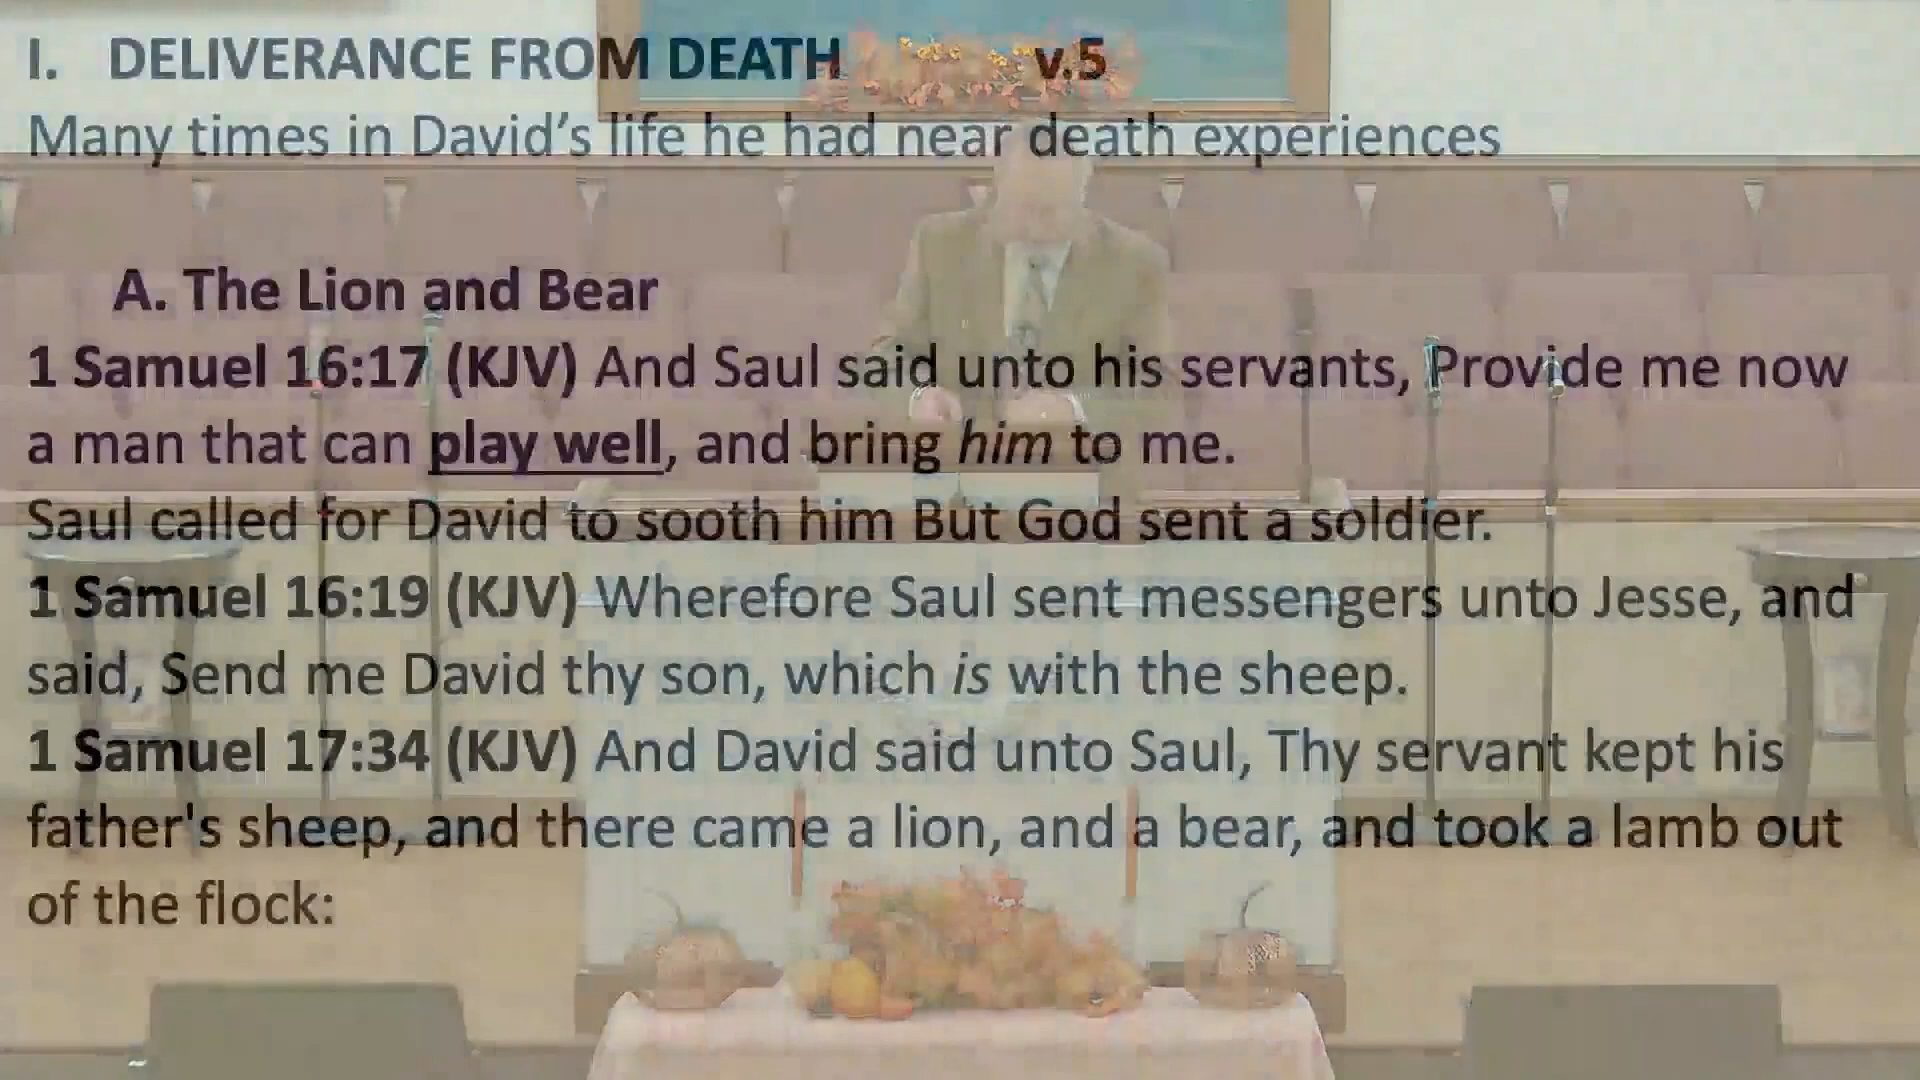 I. DELIVERANCE FROM DEATH v.5
Many times in David’s life he had near death experiences
A. The Lion and Bear
1 Samuel 16:17 (KJV) And Saul said unto his servants, Provide me now
a man that can play well, and bring him to me.
Saul called for David to sooth him But God sent a soldier.
1 Samuel 16:19 (KJV) Wherefore Saul sent messengers unto Jesse, and
said, Send me David thy son, which is with the sheep.
1 Samuel 17:34 (KJV) And David said unto Saul, Thy servant kept his
father's sheep, and there came a lion, and a bear, and took a lamb out
of the flock: